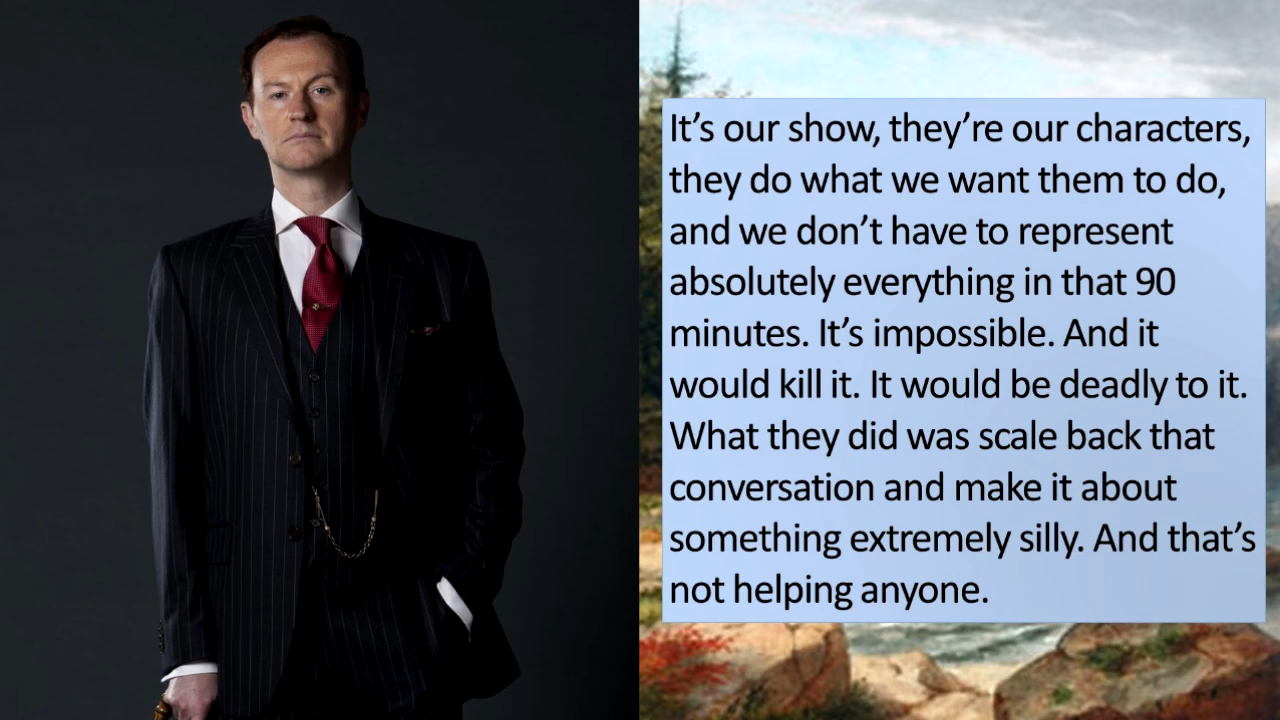 It’s our show, they’re our characters,
they do what we want them to do,
and we don’t have to represent
absolutely everything in that 90
minutes. It’s impossible. And it
would kill it. It would be deadly to it.
What they did was scale back that
conversation and make it about
something extremely silly. And that’s
not helping anyone.